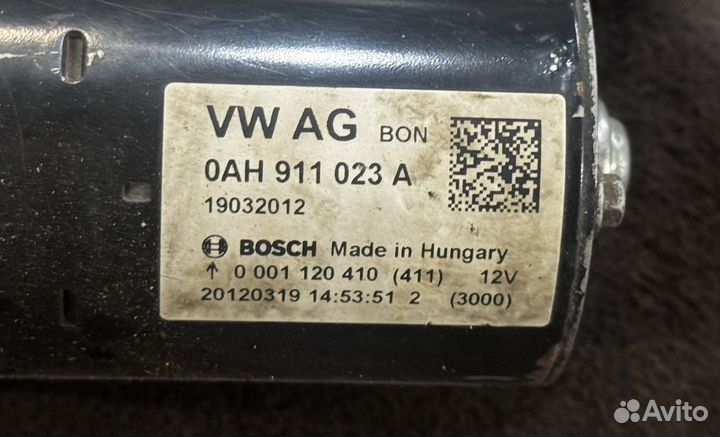 VW AG BON
0AH 911 023 A
19032012
BOSCH Made in Hungary
↑ 0 001 120 410 (411) 12V
20120319 14:53:51 2 (3000)
Avito